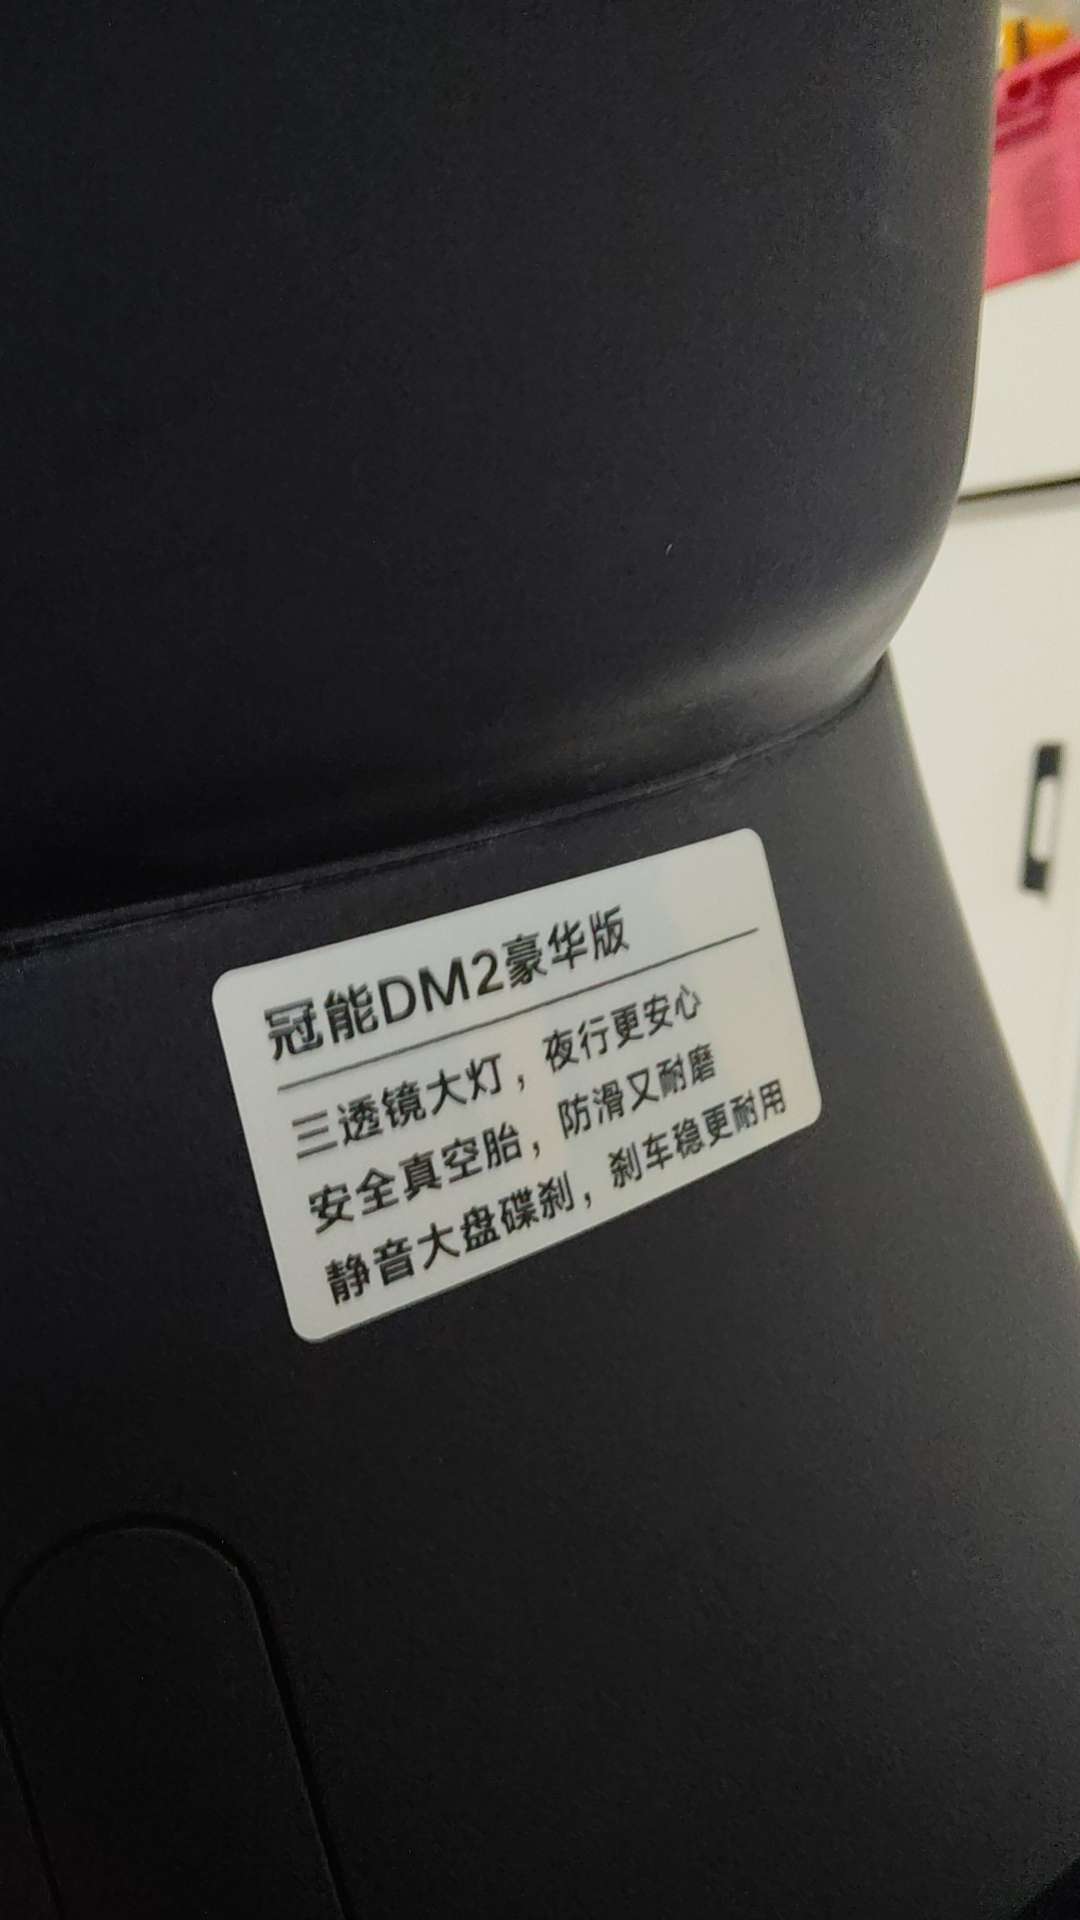 冠能DM2豪华版
三透镜大灯，夜行更安心
安全真空胎，防滑又耐磨
静音大盘碟刹，刹车稳更耐用